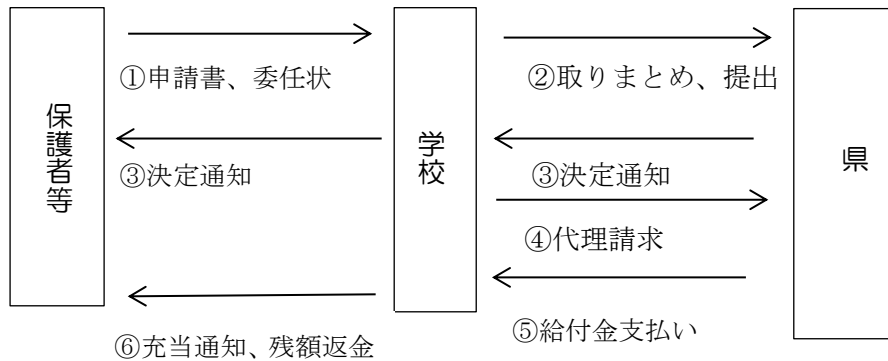 ①申請書、委任状
②取りまとめ、提出
保護者等
学校
県
③決定通知
③決定通知
④代理請求
⑤給付金支払い
⑥充当通知、残額返金